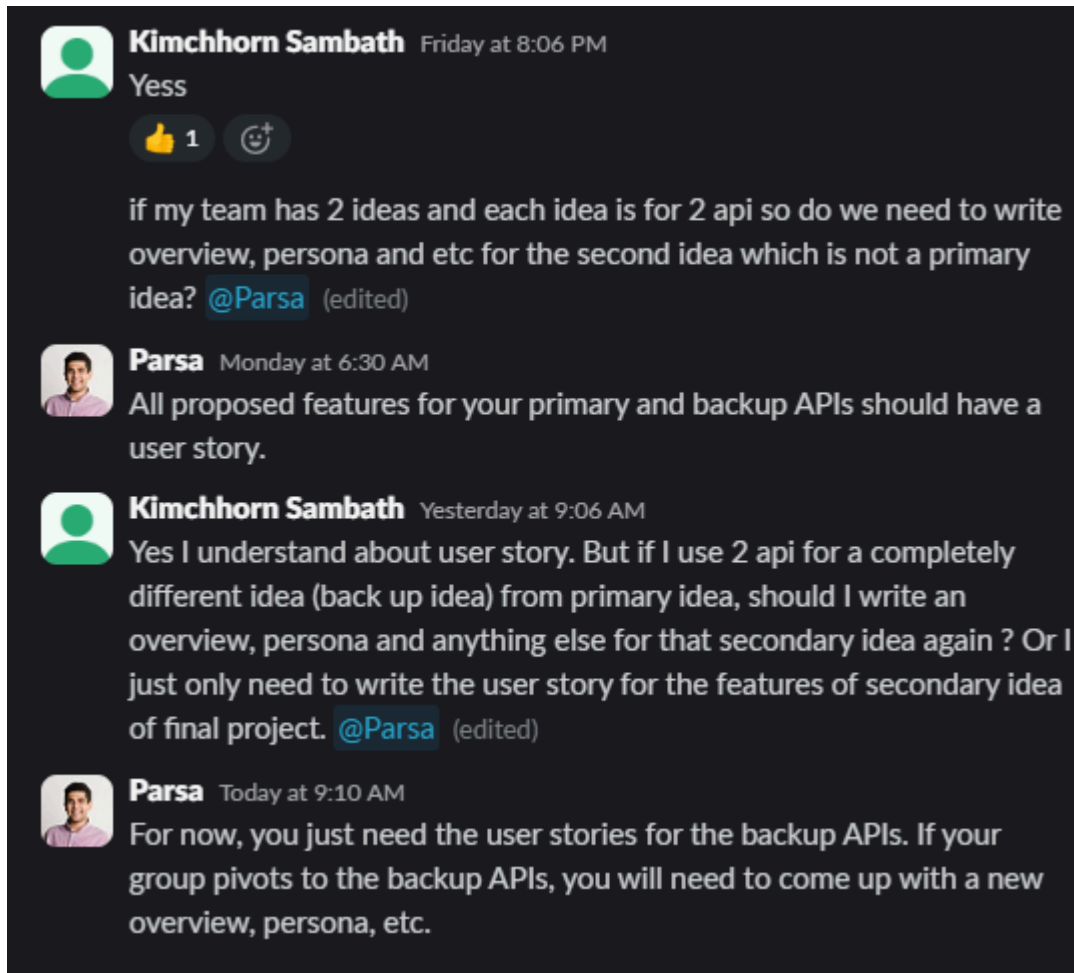 Kimchhorn Sambath Friday at 8:06 PM
Yess
👍 1
if my team has 2 ideas and each idea is for 2 api so do we need to write
overview, persona and etc for the second idea which is not a primary
idea? @Parsa (edited)
Parsa Monday at 6:30 AM
All proposed features for your primary and backup APIs should have a
user story.
Kimchhorn Sambath Yesterday at 9:06 AM
Yes I understand about user story. But if I use 2 api for a completely
different idea (back up idea) from primary idea, should I write an
overview, persona and anything else for that secondary idea again ? Or I
just only need to write the user story for the features of secondary idea
of final project. @Parsa (edited)
Parsa Today at 9:10 AM
For now, you just need the user stories for the backup APIs. If your
group pivots to the backup APIs, you will need to come up with a new
overview, persona, etc.